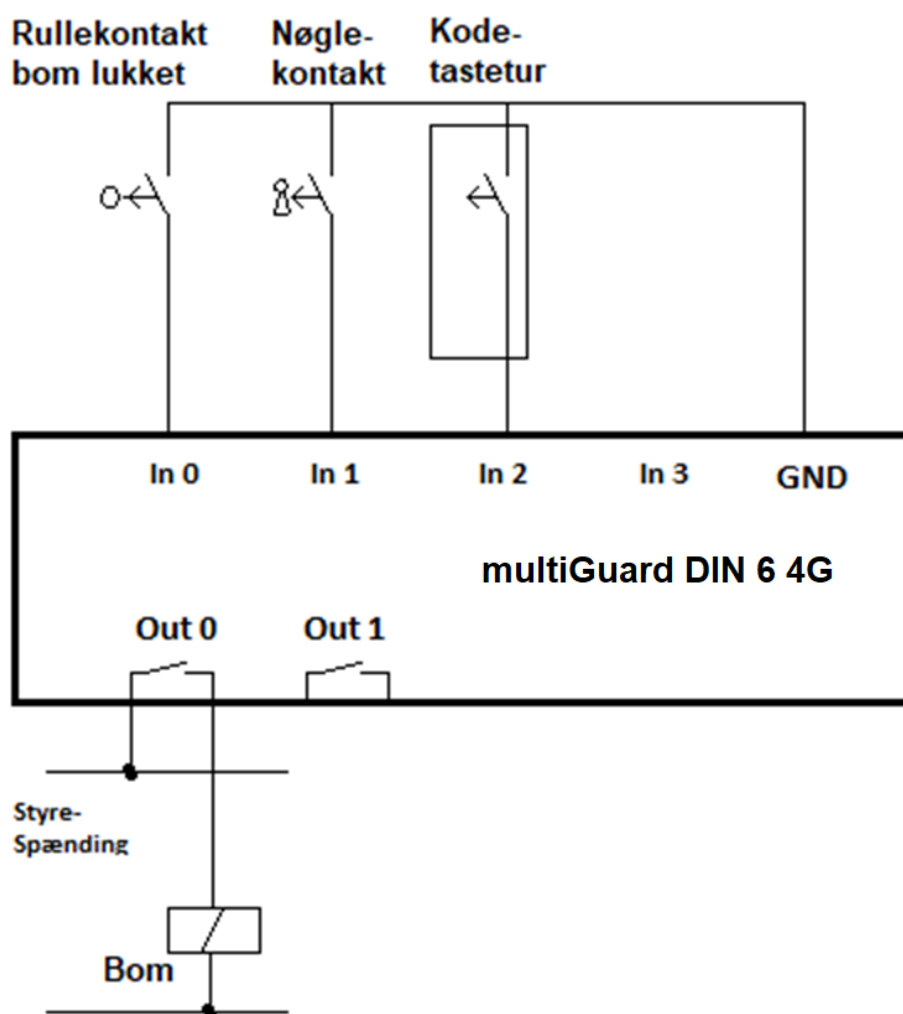 Rullekontakt
bom lukket
Nøgle-
kontakt
Kode-
tastetur
In 0
In 1
In 2
In 3
GND
multiGuard DIN 6 4G
Out 0
Out 1
Styre-
Spænding
Bom